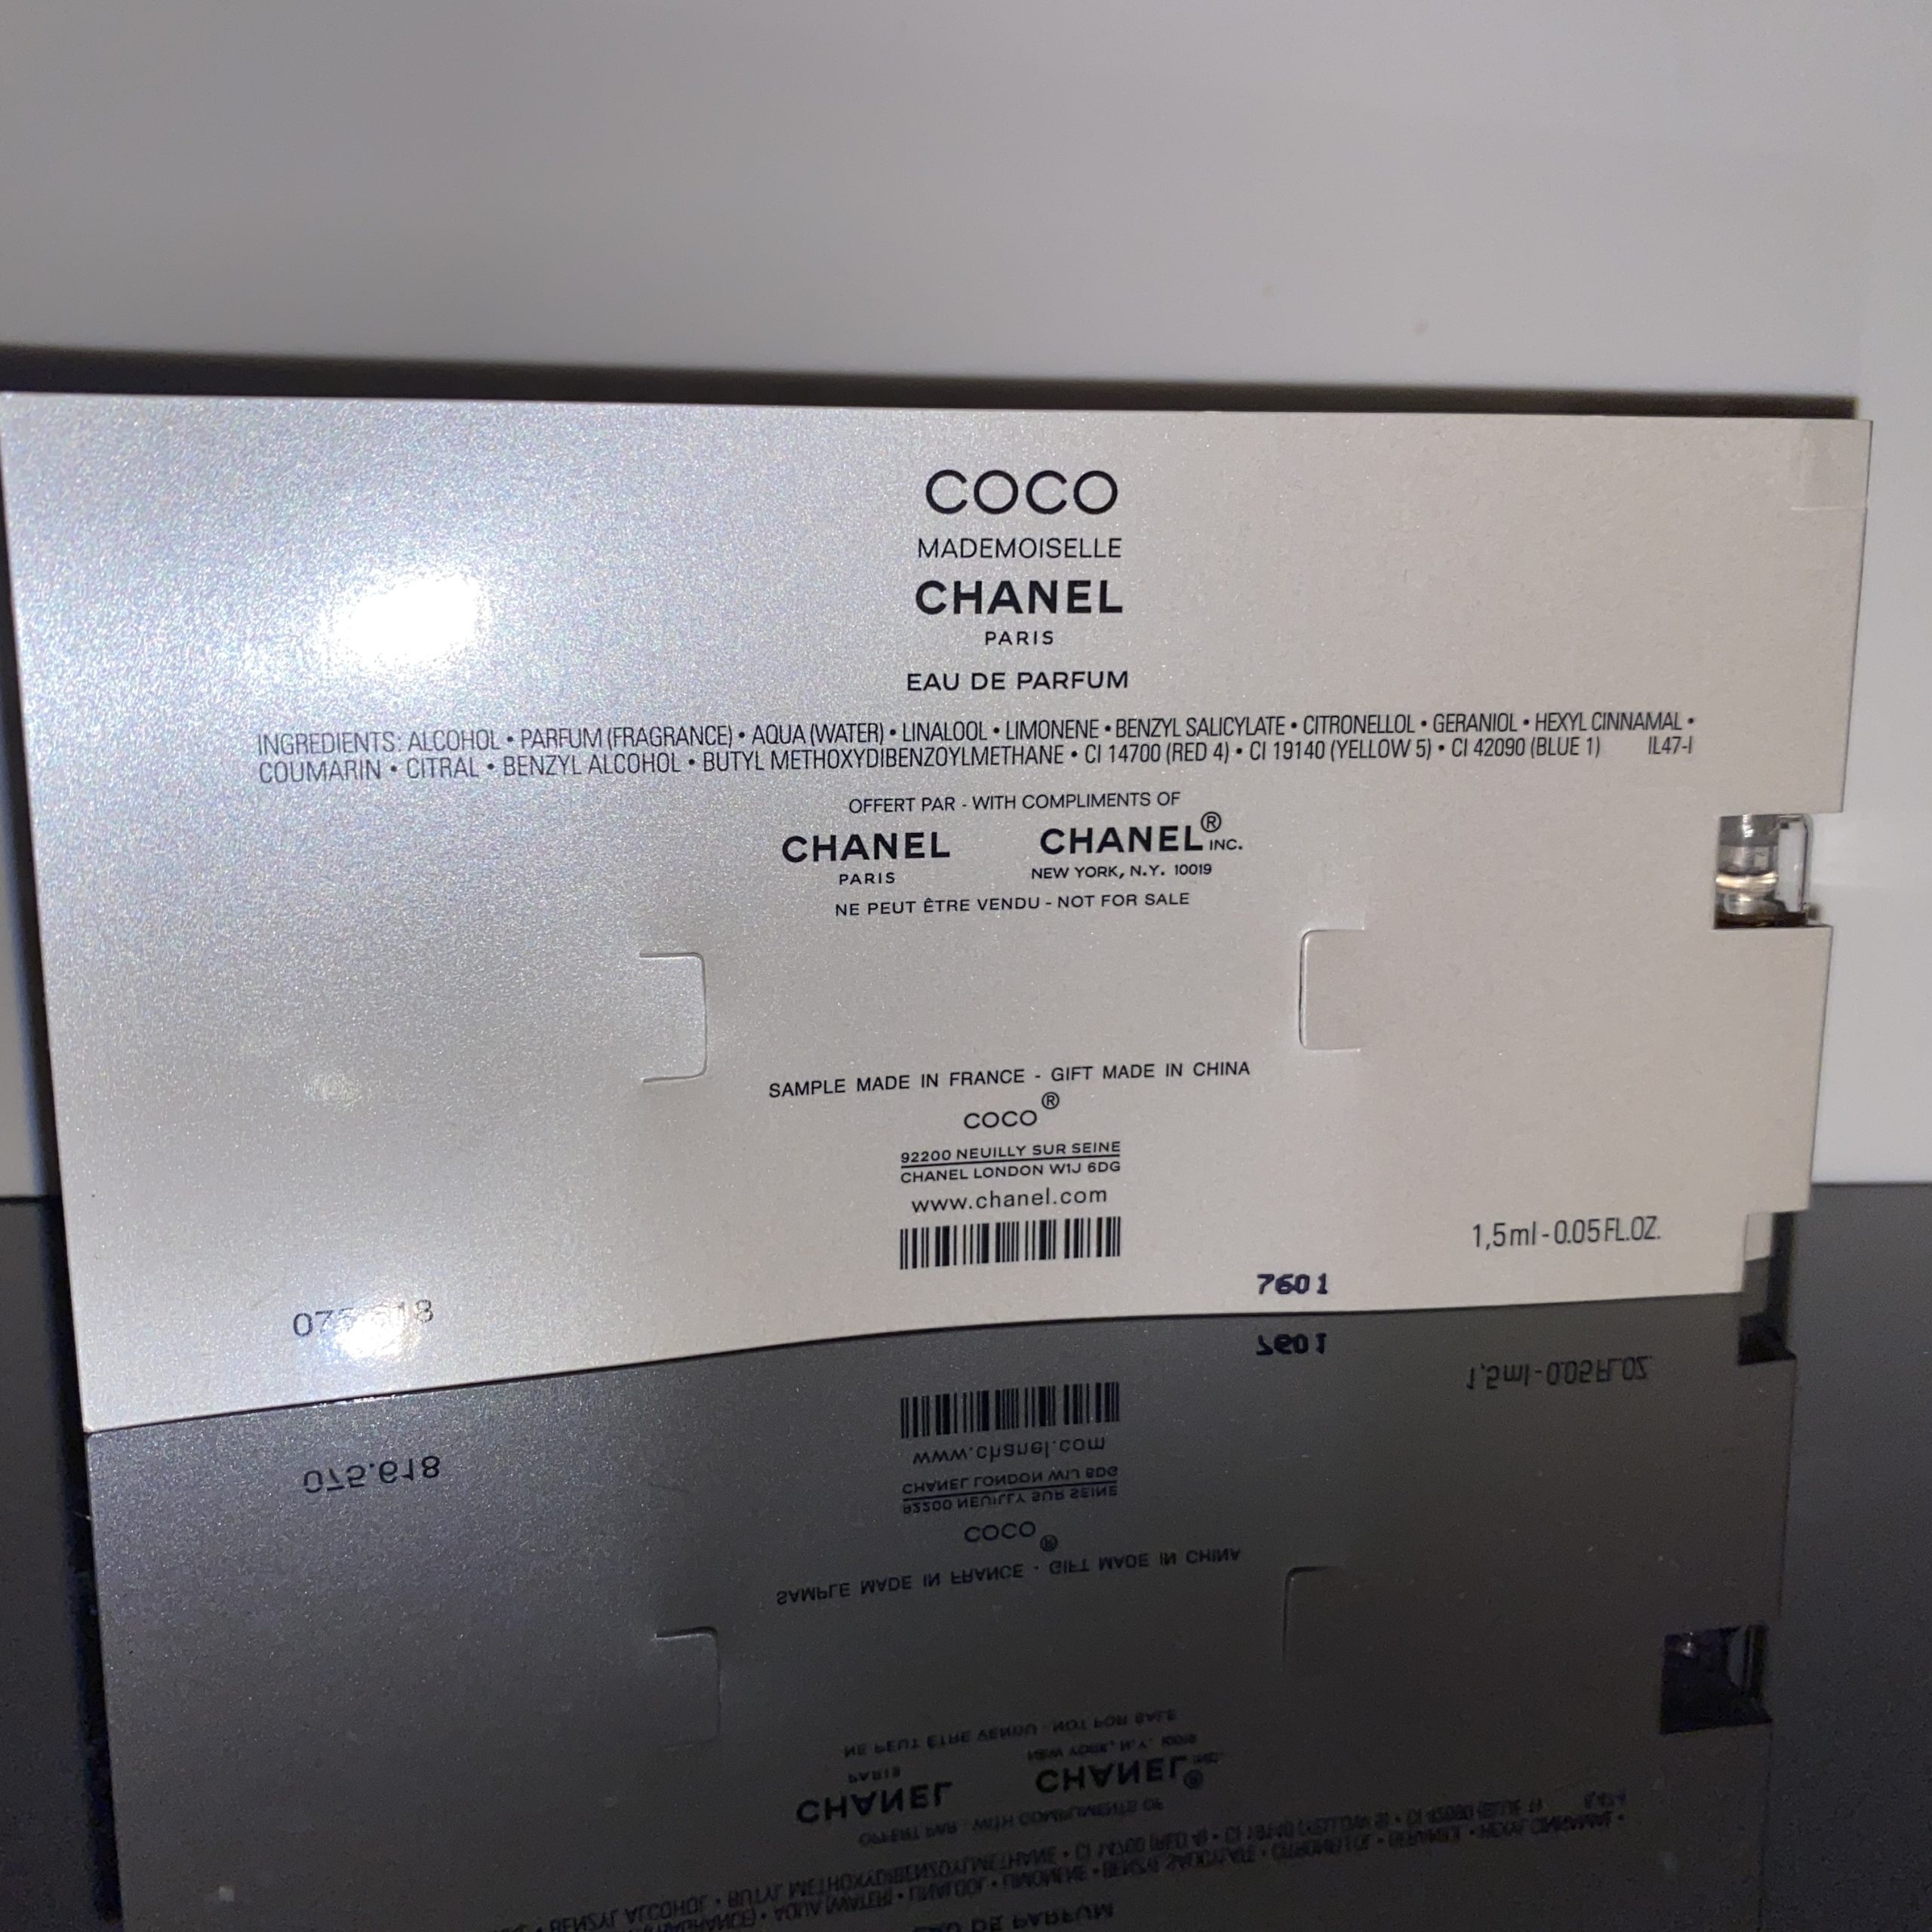 COCO
MADEMOISELLE
CHANEL
PARIS
EAU DE PARFUM
INGREDIENTS: ALCOHOL • PARFUM (FRAGRANCE) • AQUA (WATER) • LINALOOL • LIMONENE • BENZYL SALICYLATE • CITRONELLOL • GERANIOL • HEXYL CINNAMAL •
COUMARIN • CITRAL • BENZYL ALCOHOL • BUTYL METHOXYDIBENZOYLMETHANE • CI 14700 (RED 4) • CI 19140 (YELLOW 5) • CI 42090 (BLUE 1) IL47-I
OFFERT PAR - WITH COMPLIMENTS OF
CHANEL CHANEL® INC.
PARIS NEW YORK, N.Y. 10019
NE PEUT ÊTRE VENDU - NOT FOR SALE
SAMPLE MADE IN FRANCE - GIFT MADE IN CHINA
COCO®
92200 NEUILLY SUR SEINE
CHANEL LONDON W1J 6DG
www.chanel.com
1,5ml - 0.05 FL.OZ.
075.618
7601